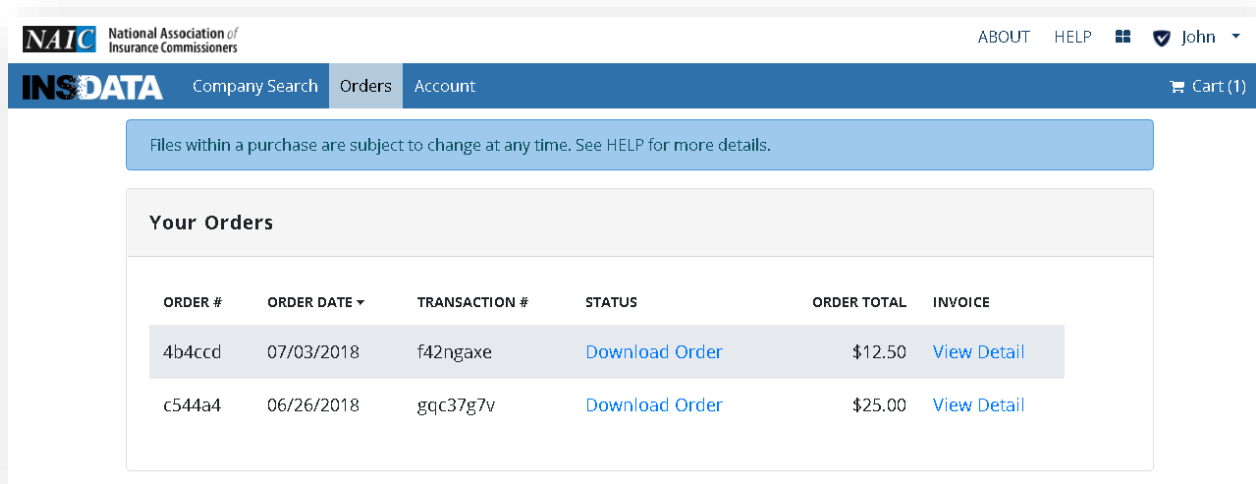 NAIC National Association of Insurance Commissioners ABOUT HELP John
INSDATA Company Search Orders Account Cart (1)
Files within a purchase are subject to change at any time. See HELP for more details.
Your Orders
ORDER # ORDER DATE TRANSACTION # STATUS ORDER TOTAL INVOICE
4b4ccd 07/03/2018 f42ngaxe Download Order $12.50 View Detail
c544a4 06/26/2018 gqc37g7v Download Order $25.00 View Detail